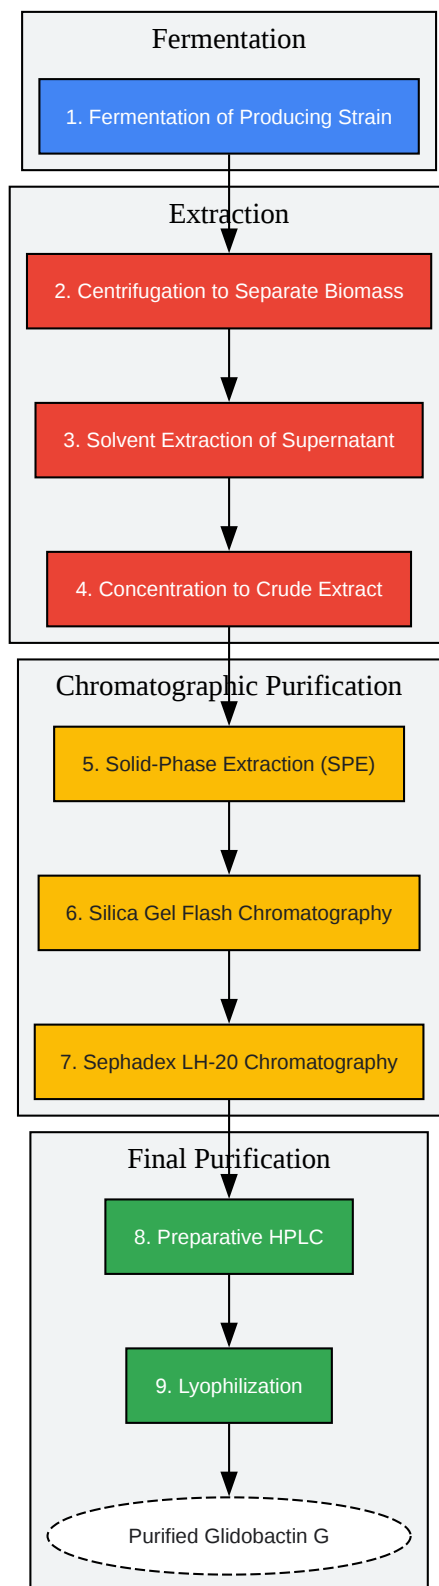 Fermentation
1. Fermentation of Producing Strain
Extraction
2. Centrifugation to Separate Biomass
3. Solvent Extraction of Supernatant
4. Concentration to Crude Extract
Chromatographic Purification
5. Solid-Phase Extraction (SPE)
6. Silica Gel Flash Chromatography
7. Sephadex LH-20 Chromatography
Final Purification
8. Preparative HPLC
9. Lyophilization
Purified Glidobactin G